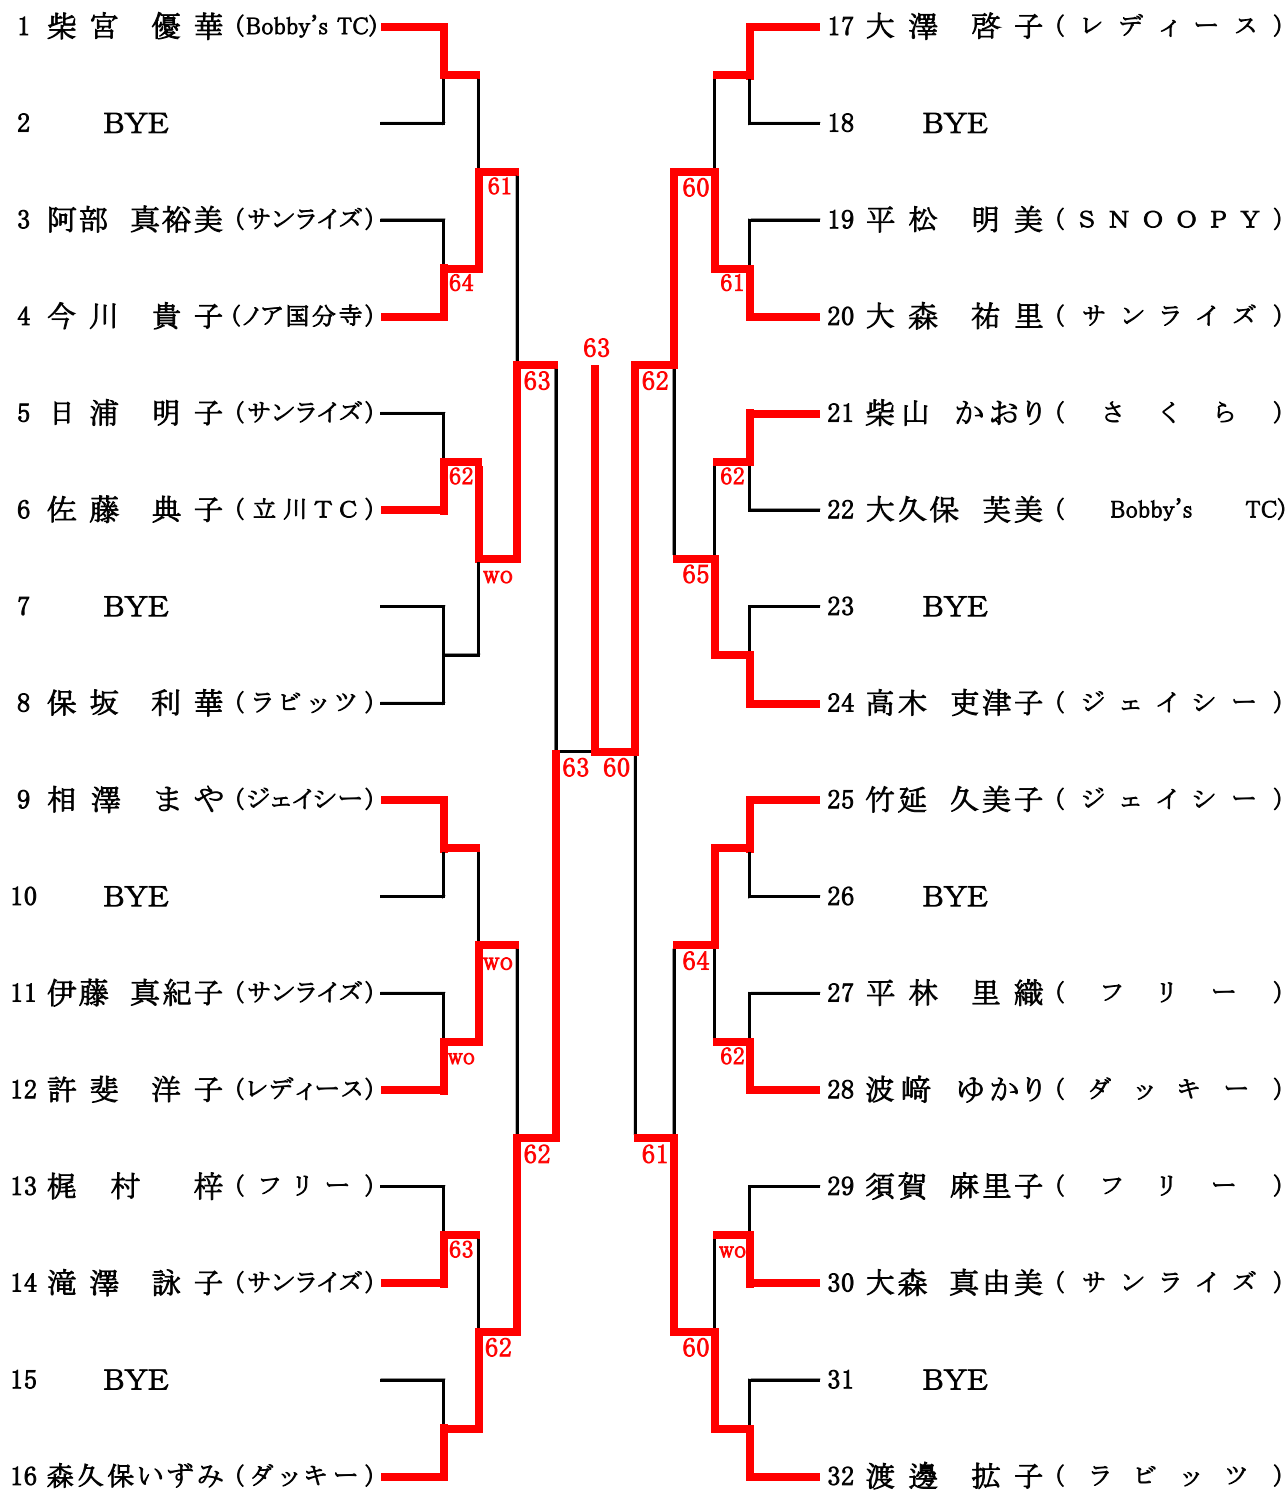 1 柴宮 優華 (Bobby's TC)
2 BYE
61
3 阿部 真裕美 (サンライズ)
64
4 今川 貴子 (ノア国分寺)
63
5 日浦 明子 (サンライズ)
62
6 佐藤 典子 (立川TC)
wo
7 BYE
8 保坂 利華 (ラビッツ)
63
9 相澤 まや (ジェイシー)
10 BYE
wo
11 伊藤 真紀子 (サンライズ)
wo
12 許斐 洋子 (レディース)
62
13 梶村 梓 (フリー)
63
14 滝澤 詠子 (サンライズ)
62
15 BYE
16 森久保いずみ (ダッキー)
63
17 大澤 啓子 (レディース)
18 BYE
60
19 平松 明美 (SNOOPY)
61
20 大森 祐里 (サンライズ)
62
21 柴山 かおり (さくら)
62
22 大久保 芙美 (Bobby's TC)
65
23 BYE
24 高木 吏津子 (ジェイシー)
60
25 竹延 久美子 (ジェイシー)
26 BYE
64
27 平林 里織 (フリー)
62
28 波﨑 ゆかり (ダッキー)
61
29 須賀 麻里子 (フリー)
wo
30 大森 真由美 (サンライズ)
60
31 BYE
32 渡邊 拡子 (ラビッツ)